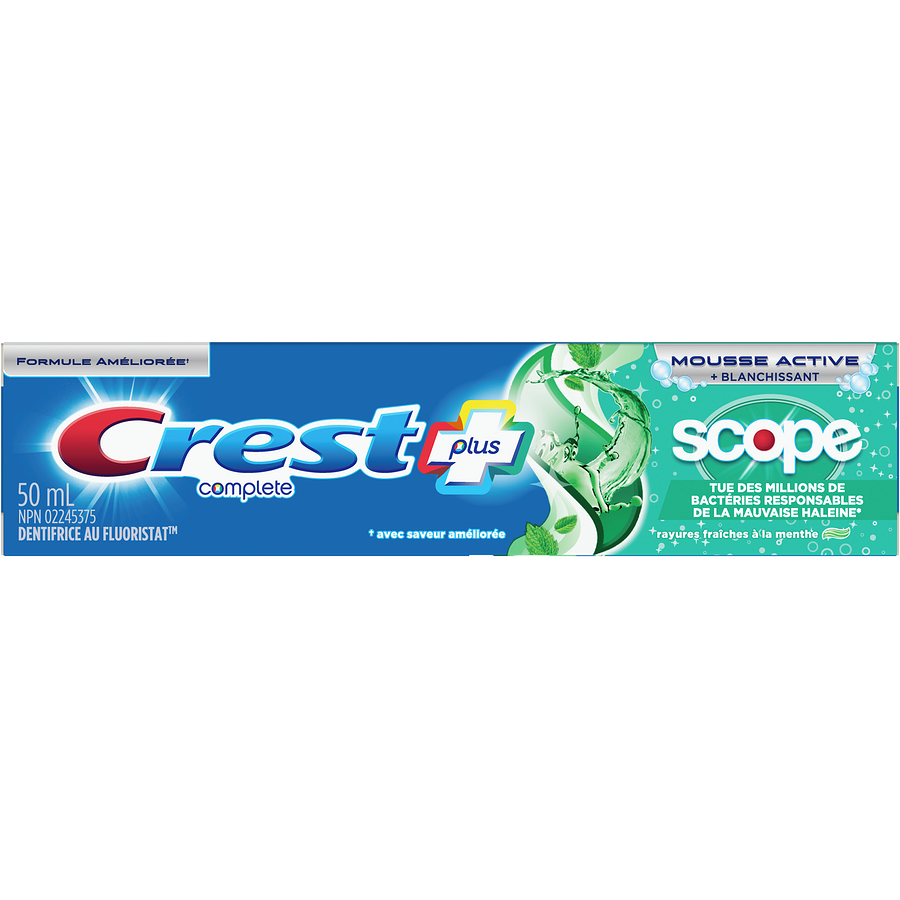 FORMULE AMÉLIORÉE†
Crest
complete
plus
50 mL
NPN 02245375
DENTIFRICE AU FLUORISTAT™
* avec saveur améliorée
MOUSSE ACTIVE
+ BLANCHISSANT
scope
TUE DES MILLIONS DE
BACTÉRIES RESPONSABLES
DE LA MAUVAISE HALEINE*
*rayures fraîches à la menthe